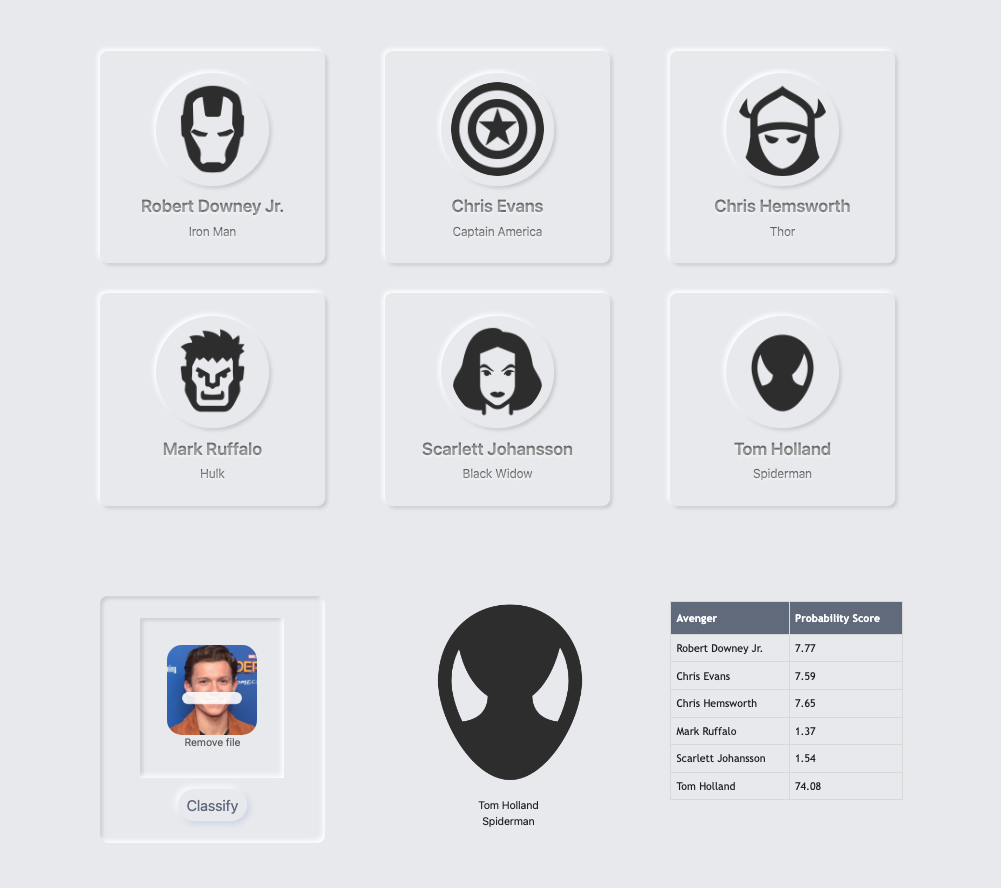 Robert Downey Jr.
Iron Man
Chris Evans
Captain America
Chris Hemsworth
Thor
Mark Ruffalo
Hulk
Scarlett Johansson
Black Widow
Tom Holland
Spiderman
Remove file
Classify
Tom Holland
Spiderman
Avenger Probability Score
Robert Downey Jr. 7.77
Chris Evans 7.59
Chris Hemsworth 7.65
Mark Ruffalo 1.37
Scarlett Johansson 1.54
Tom Holland 74.08